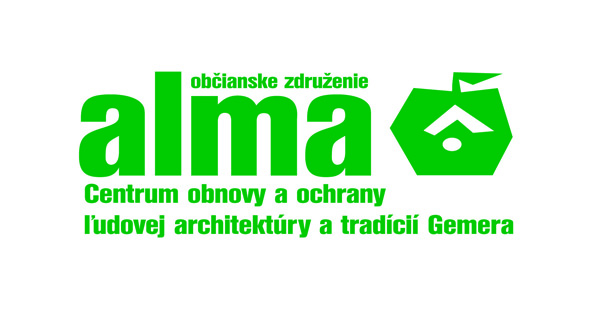 občianske združenie
alma
Centrum obnovy a ochrany
ľudovej architektúry a tradícií Gemera